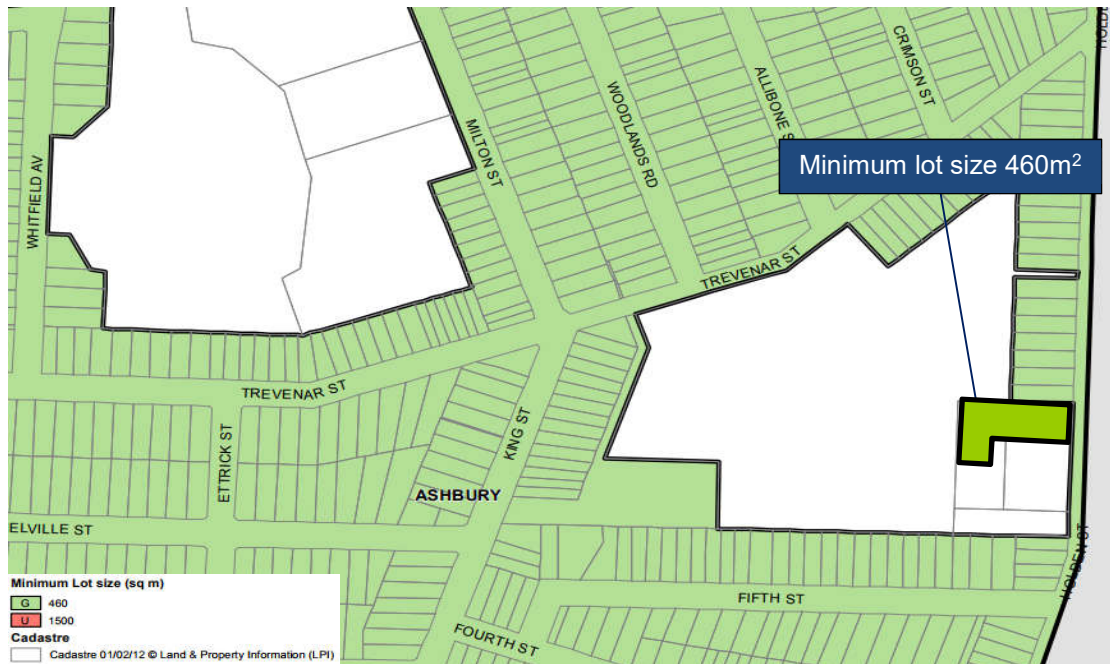 HOLDE
CRIMSON ST
ALLIBONE S
WOODLANDS RD
MILTON ST
WHITFIELD AV
Minimum lot size 460m²
TREVENAR ST
TREVENAR ST
KING ST
ETTRICK ST
ASHBURY
ELVILLE ST
HOLDEN ST
FIFTH ST
FOURTH ST
Minimum Lot size (sq m)
G 460
U 1500
Cadastre
Cadastre 01/02/12 © Land & Property Information (LPI)